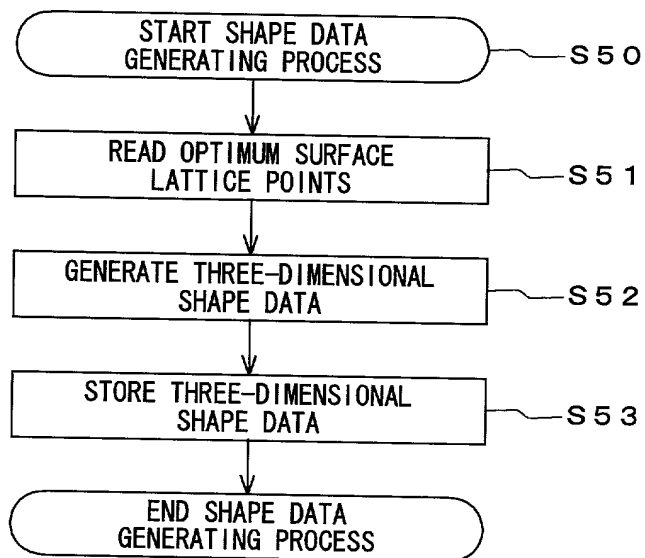 START SHAPE DATA
GENERATING PROCESS
S50
READ OPTIMUM SURFACE
LATTICE POINTS
S51
GENERATE THREE-DIMENSIONAL
SHAPE DATA
S52
STORE THREE-DIMENSIONAL
SHAPE DATA
S53
END SHAPE DATA
GENERATING PROCESS